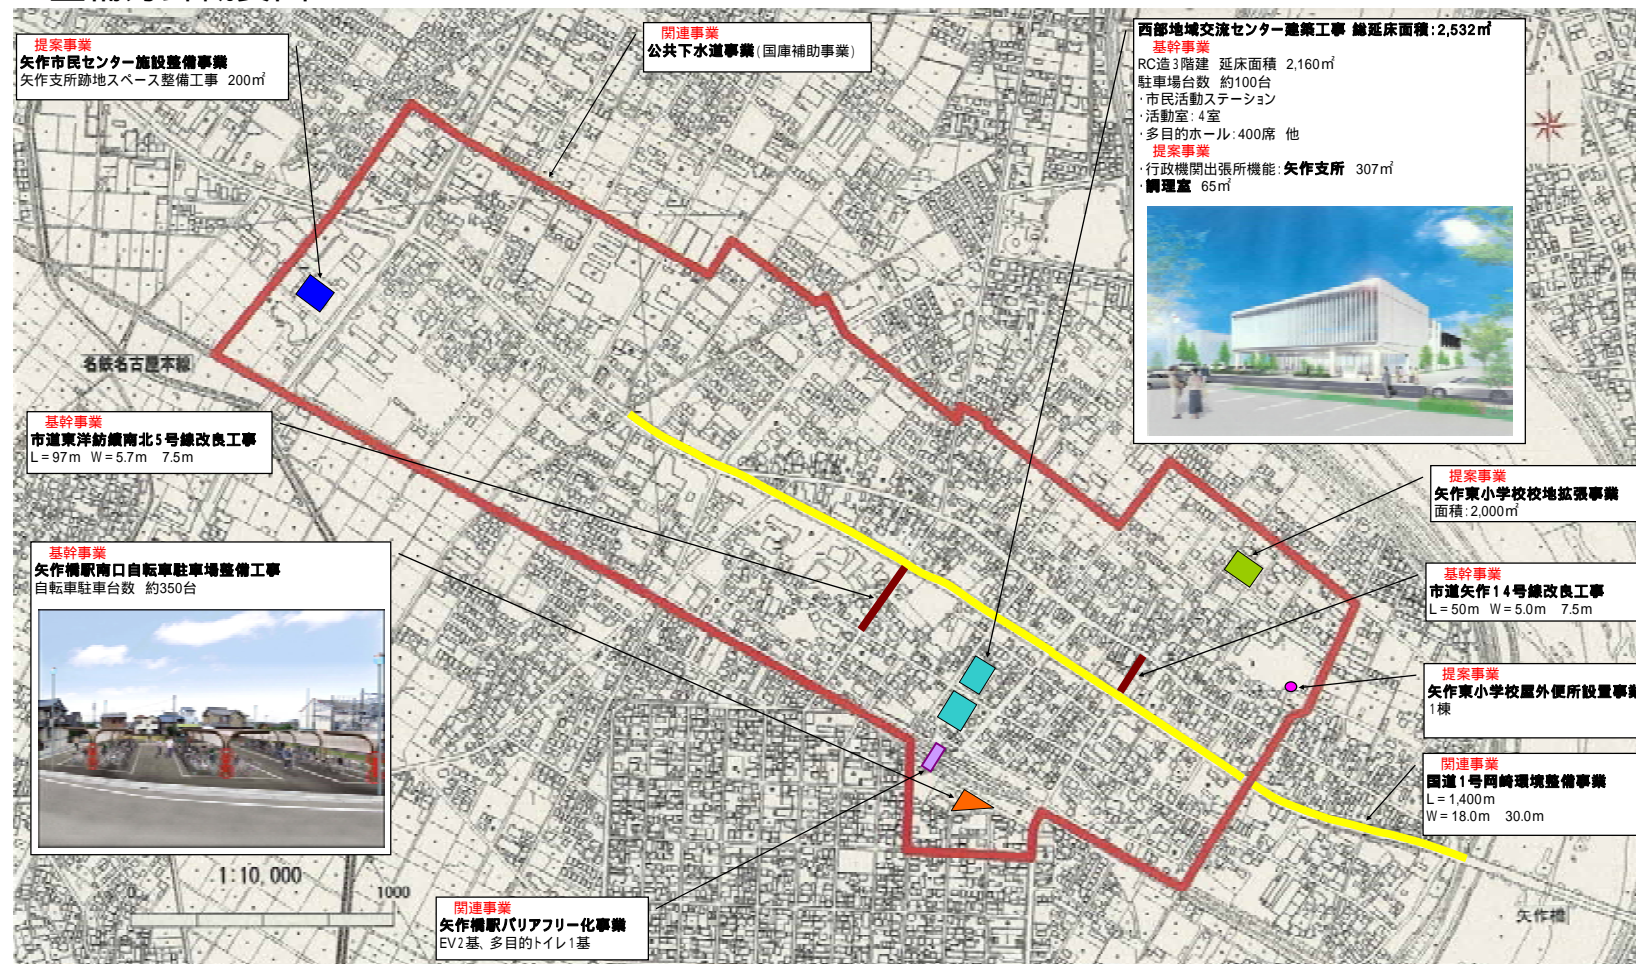 提案事業
矢作市民センター施設整備事業
矢作支所跡地スペース整備工事 200㎡
関連事業
公共下水道事業(国庫補助事業)
西部地域交流センター建築工事 総延床面積:2,532㎡
基幹事業
RC造3階建 延床面積 2,160㎡
駐車場台数 約100台
・市民活動ステーション
・活動室:4室
・多目的ホール:400席 他
提案事業
・行政機関出張所機能:矢作支所 307㎡
・調理室 65㎡
名鉄名古屋本線
基幹事業
市道東洋紡績南北5号線改良工事
L=97m W=5.7m 7.5m
提案事業
矢作東小学校校地拡張事業
面積:2,000㎡
基幹事業
矢作橋駅南口自転車駐車場整備工事
自転車駐車台数 約350台
基幹事業
市道矢作14号線改良工事
L=50m W=5.0m 7.5m
提案事業
矢作東小学校屋外便所設置事業
1棟
関連事業
国道1号岡崎環境整備事業
L=1,400m
W=18.0m 30.0m
1:10,000
0 1000
関連事業
矢作橋駅バリアフリー化事業
EV2基、多目的トイレ1基
矢作橋